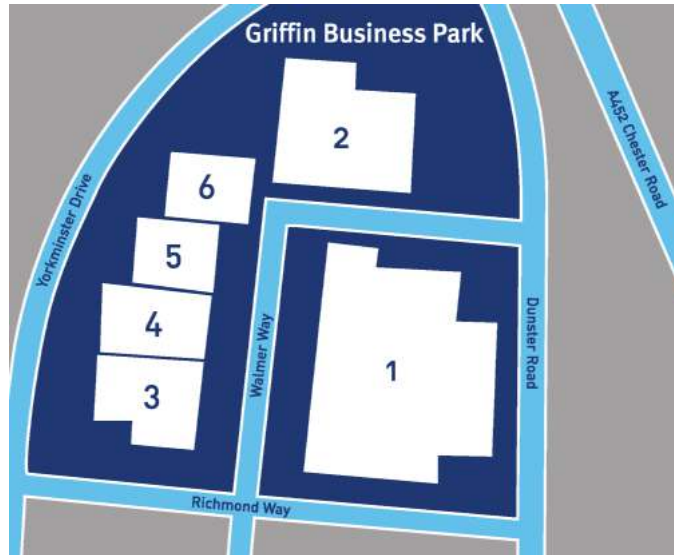 Griffin Business Park
A452 Chester Road
2
6
Yorkminster Drive
5
4
Walmer Way
Dunster Road
1
3
Richmond Way